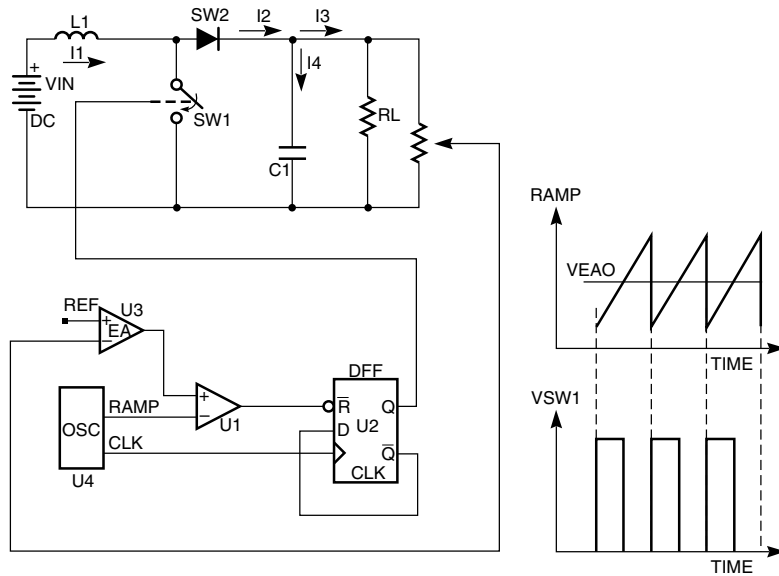 L1
SW2
I2
I3
I1
I4
+
VIN
DC
SW1
RL
C1
RAMP
VEAO
TIME
REF
U3
+
EA
−
DFF
R
Q
D
U2
Q
CLK
+
−
U1
RAMP
OSC
CLK
U4
VSW1
TIME